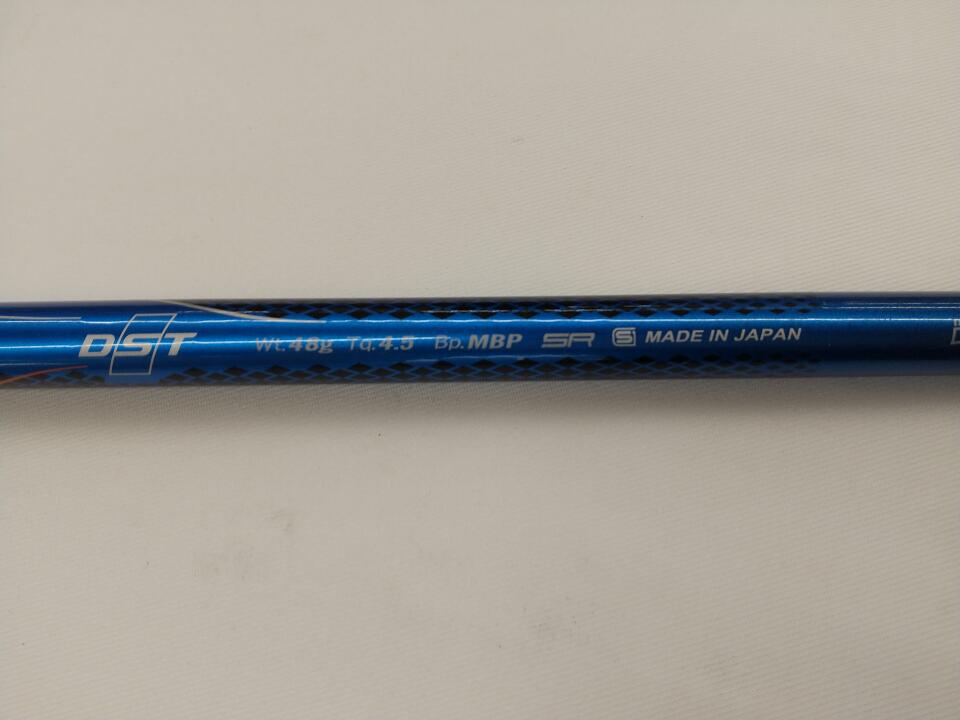 DST Wt. 48g Tq. 4.5 Bp. MBP SR S MADE IN JAPAN